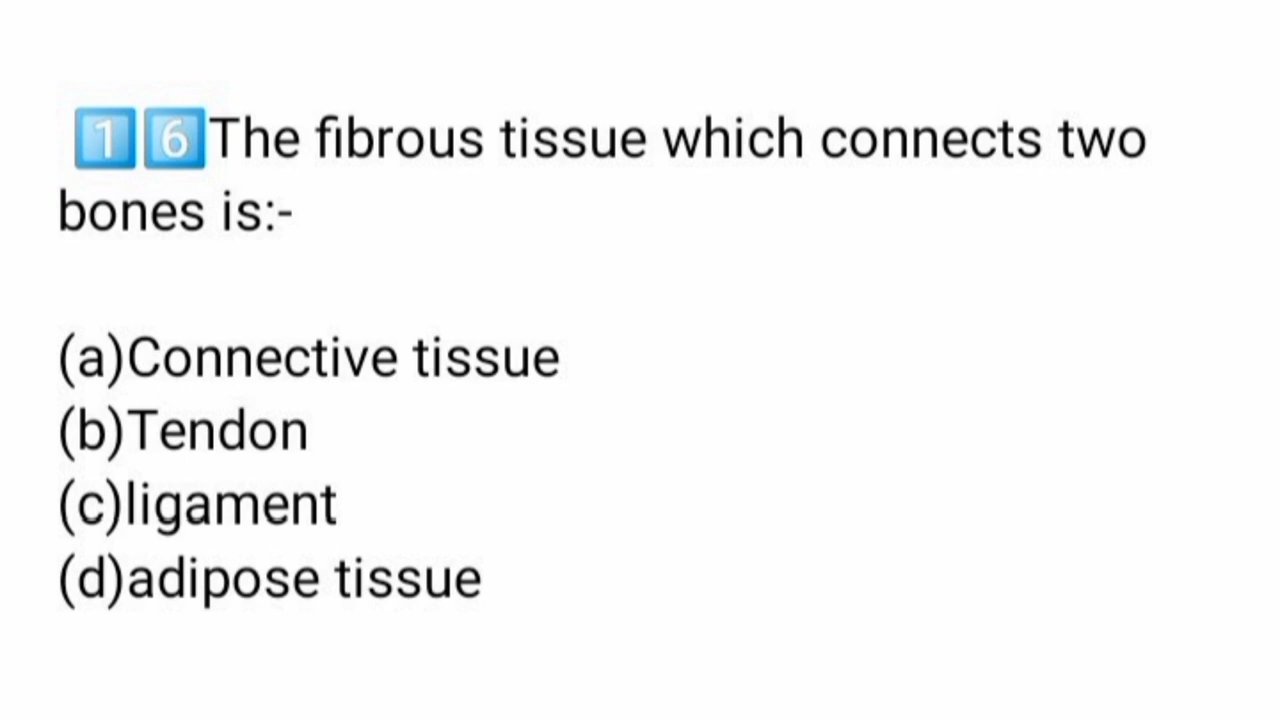 1️⃣6️⃣The fibrous tissue which connects two
bones is:-
(a)Connective tissue
(b)Tendon
(c)ligament
(d)adipose tissue